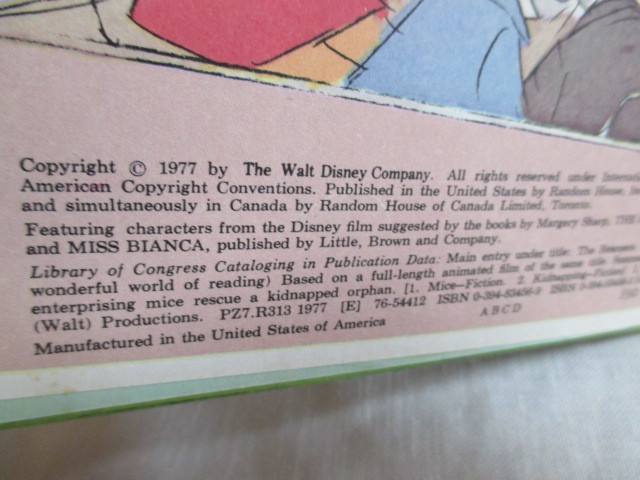 Copyright © 1977 by The Walt Disney Company. All rights reserved under
American Copyright Conventions. Published in the United States by Random House,
and simultaneously in Canada by Random House of Canada Limited, Toronto.
Featuring characters from the Disney film suggested by the books by Margery Sharp,
and MISS BIANCA, published by Little, Brown and Company.
Library of Congress Cataloging in Publication Data: Main entry under title: The
wonderful world of reading) Based on a full-length animated film of the same title
enterprising mice rescue a kidnapped orphan. [1. Mice—Fiction. 2. Kidnapping—Fiction]
(Walt) Productions. PZ7.R313 1977 [E] 76-54412 ISBN ISBN
A B C D
Manufactured in the United States of America